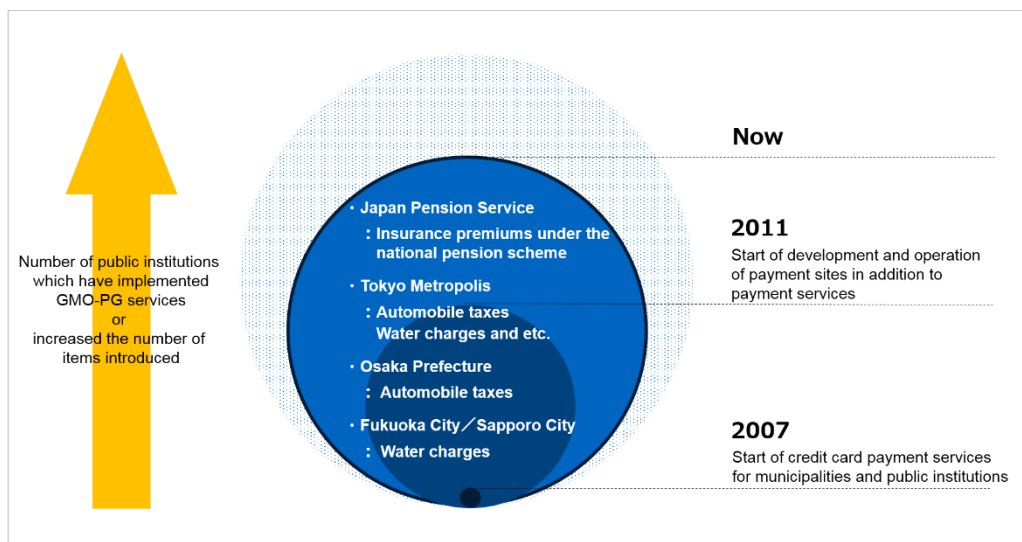 Number of public institutions
which have implemented
GMO-PG services
or
increased the number of
items introduced
・Japan Pension Service
：Insurance premiums under the
national pension scheme
・Tokyo Metropolis
：Automobile taxes
Water charges and etc.
・Osaka Prefecture
： Automobile taxes
・Fukuoka City／Sapporo City
： Water charges
Now
2011
Start of development and operation
of payment sites in addition to
payment services
2007
Start of credit card payment services
for municipalities and public institutions